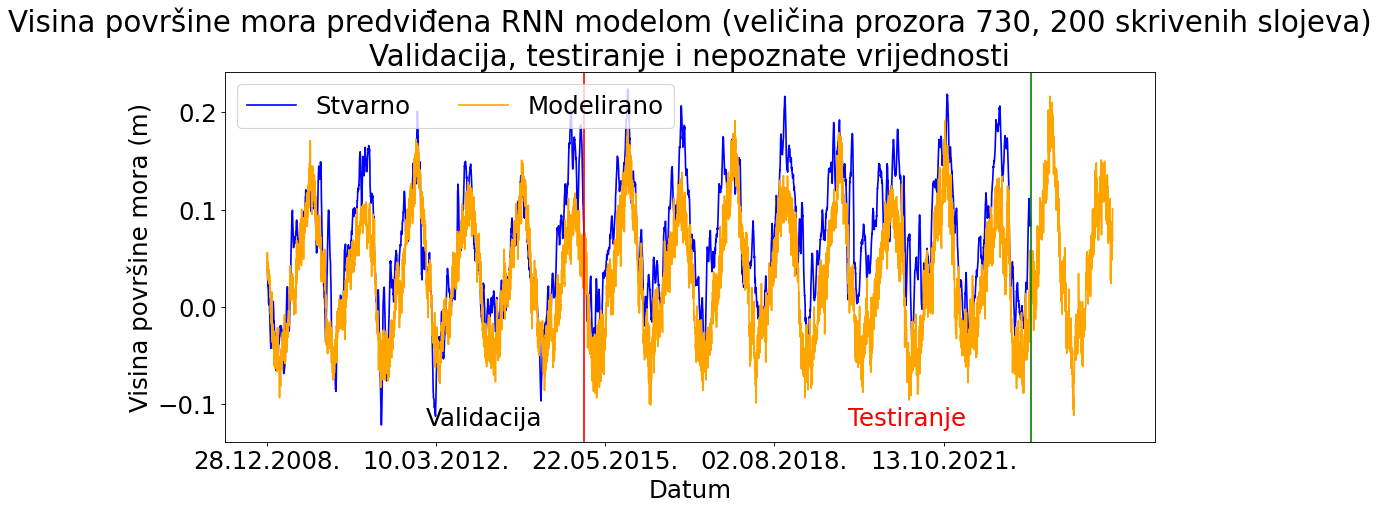 Visina površine mora predviđena RNN modelom (veličina prozora 730, 200 skrivenih slojeva)
Validacija, testiranje i nepoznate vrijednosti
Stvarno
Modelirano
Visina površine mora (m)
0.2
0.1
0.0
−0.1
Validacija
Testiranje
28.12.2008.
10.03.2012.
22.05.2015.
02.08.2018.
13.10.2021.
Datum